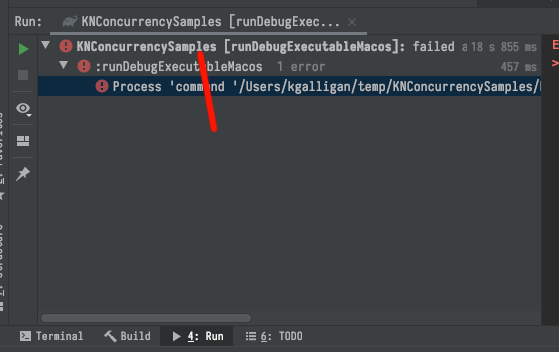 Run: KNConcurrencySamples [runDebugExec...
KNConcurrencySamples [runDebugExecutableMacos]: failed a 18 s 855 ms
:runDebugExecutableMacos 1 error 457 ms
Process 'command '/Users/kgalligan/temp/KNConcurrencySamples/
Terminal Build 4: Run 6: TODO